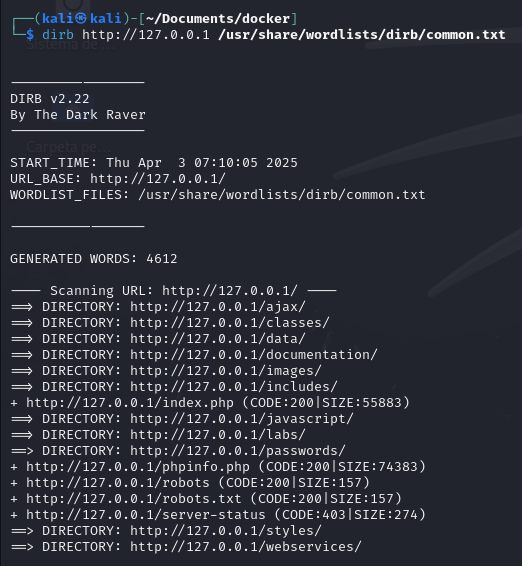 ┌──(kali㉿kali)-[~/Documents/docker]
└─$ dirb http://127.0.0.1 /usr/share/wordlists/dirb/common.txt
Sistema de…
-----------------
DIRB v2.22
By The Dark Raver
-----------------
Carpeta pe…
START_TIME: Thu Apr  3 07:10:05 2025
URL_BASE: http://127.0.0.1/
WORDLIST_FILES: /usr/share/wordlists/dirb/common.txt
-----------------
GENERATED WORDS: 4612
---- Scanning URL: http://127.0.0.1/ ----
==> DIRECTORY: http://127.0.0.1/ajax/
==> DIRECTORY: http://127.0.0.1/classes/
==> DIRECTORY: http://127.0.0.1/data/
==> DIRECTORY: http://127.0.0.1/documentation/
==> DIRECTORY: http://127.0.0.1/images/
==> DIRECTORY: http://127.0.0.1/includes/
+ http://127.0.0.1/index.php (CODE:200|SIZE:55883)
==> DIRECTORY: http://127.0.0.1/javascript/
==> DIRECTORY: http://127.0.0.1/labs/
==> DIRECTORY: http://127.0.0.1/passwords/
+ http://127.0.0.1/phpinfo.php (CODE:200|SIZE:74383)
+ http://127.0.0.1/robots (CODE:200|SIZE:157)
+ http://127.0.0.1/robots.txt (CODE:200|SIZE:157)
+ http://127.0.0.1/server-status (CODE:403|SIZE:274)
==> DIRECTORY: http://127.0.0.1/styles/
==> DIRECTORY: http://127.0.0.1/webservices/